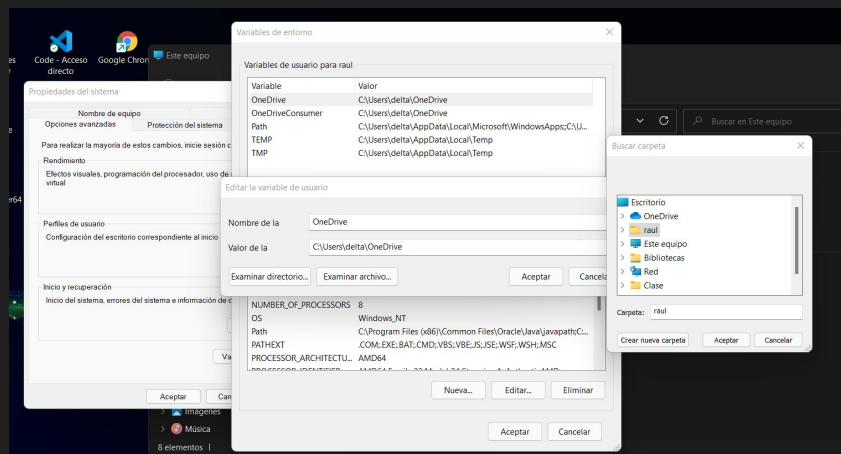 Code - Acceso directo
Google Chron
Este equipo
Propiedades del sistema
Nombre de equipo
Opciones avanzadas
Protección del sistema
Para realizar la mayoría de estos cambios, inicie sesión c
Rendimiento
Efectos visuales, programación del procesador, uso de
virtual
Perfiles de usuario
Configuración del escritorio correspondiente al inicio
Inicio y recuperación
Inicio del sistema, errores del sistema e información de
Va
Aceptar
Can
Imágenes
Música
8 elementos
Variables de entorno
Variables de usuario para raul
Variable Valor
OneDrive C:\Users\delta\OneDrive
OneDriveConsumer C:\Users\delta\OneDrive
Path C:\Users\delta\AppData\Local\Microsoft\WindowsApps;;C:\U...
TEMP C:\Users\delta\AppData\Local\Temp
TMP C:\Users\delta\AppData\Local\Temp
Editar la variable de usuario
Nombre de la OneDrive
Valor de la C:\Users\delta\OneDrive
Examinar directorio... Examinar archivo... Aceptar Cancela
NUMBER_OF_PROCESSORS 8
OS Windows_NT
Path C:\Program Files (x86)\Common Files\Oracle\Java\javapath;C:...
PATHEXT .COM;.EXE;.BAT;.CMD;.VBS;.VBE;.JS;.JSE;.WSF;.WSH;.MSC
PROCESSOR_ARCHITECTU... AMD64
Nueva... Editar... Eliminar
Aceptar Cancelar
Buscar en Este equipo
Buscar carpeta
Escritorio
OneDrive
raul
Este equipo
Bibliotecas
Red
Clase
Carpeta: raul
Crear nueva carpeta Aceptar Cancelar